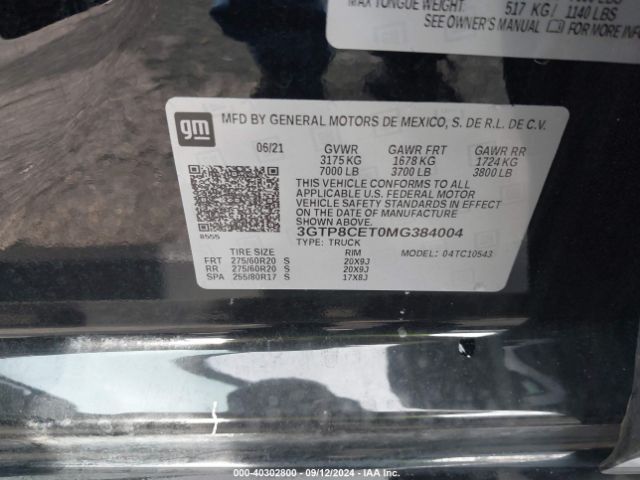 MAX TONGUE WEIGHT: 517 KG/ 1140 LBS
SEE OWNER'S MANUAL FOR MORE INFORM
gm
MFD BY GENERAL MOTORS DE MEXICO, S. DE R.L. DE C.V.
06/21 GVWR GAWR FRT GAWR RR
3175 KG 1678 KG 1724 KG
7000 LB 3700 LB 3800 LB
THIS VEHICLE CONFORMS TO ALL
APPLICABLE U.S. FEDERAL MOTOR
VEHICLE SAFETY STANDARDS IN EFFECT
ON THE DATE OF MANUFACTURE SHOWN ABOVE.
3GTP8CET0MG384004
8555
TYPE: TRUCK MODEL: 04TC10543
TIRE SIZE RIM
FRT 275/60R20 S 20X9J
RR 275/60R20 S 20X9J
SPA 255/80R17 S 17X8J
000-40302800 - 09/12/2024 - IAA Inc.